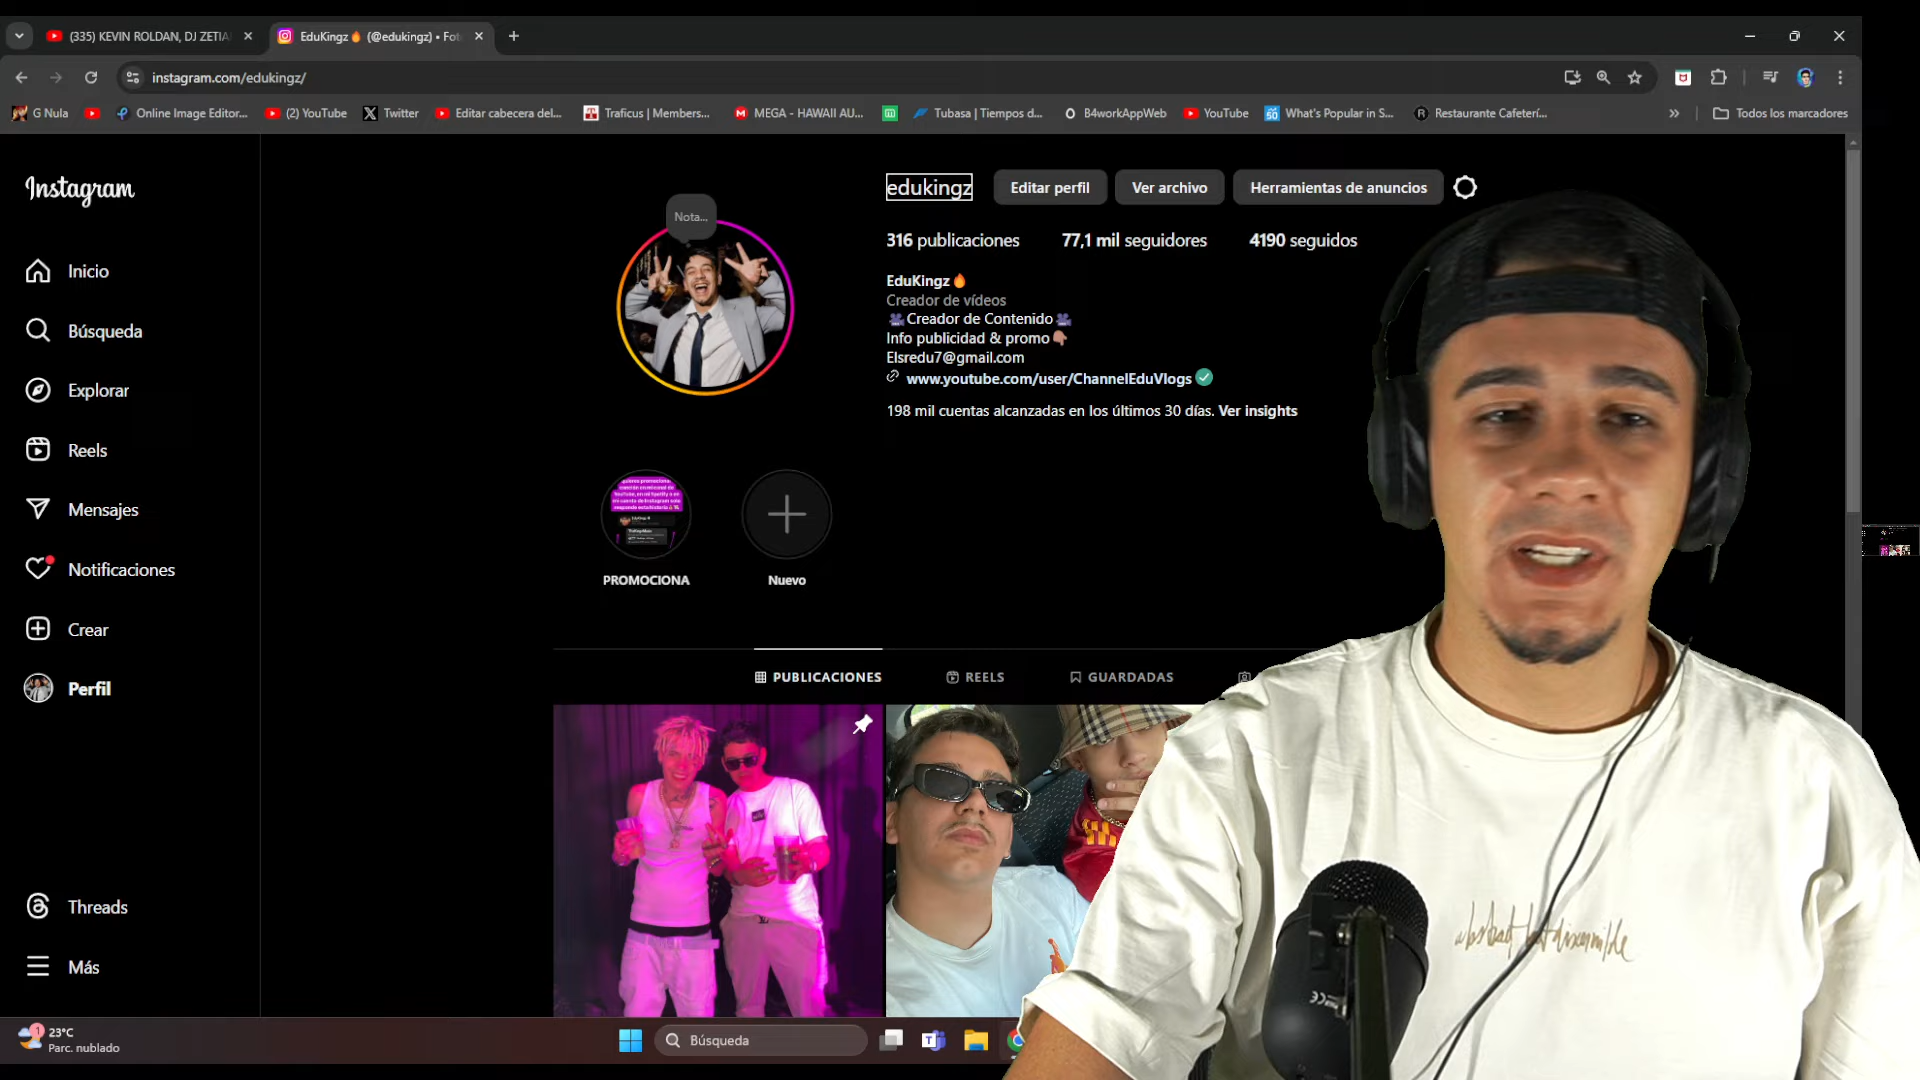 (335) KEVIN ROLDAN, DJ ZETIA
EduKingz🔥 (@edukingz) • Fot
instagram.com/edukingz/
G Nula
Online Image Editor...
(2) YouTube
Twitter
Editar cabecera del...
Traficus | Members...
MEGA - HAWAII AU...
Tubasa | Tiempos d...
B4workAppWeb
YouTube
What's Popular in S...
Restaurante Cafeterí...
»
Todos los marcadores
Instagram
Inicio
Búsqueda
Explorar
Reels
Mensajes
Notificaciones
Crear
Perfil
Threads
Más
Nota...
edukingz
Editar perfil
Ver archivo
Herramientas de anuncios
316 publicaciones
77,1 mil seguidores
4190 seguidos
EduKingz🔥
Creador de vídeos
🎥Creador de Contenido🎥
Info publicidad & promo👇🏽
Elsredu7@gmail.com
www.youtube.com/user/ChannelEduVlogs
198 mil cuentas alcanzadas en los últimos 30 días. Ver insights
PROMOCIONA
Nuevo
PUBLICACIONES
REELS
GUARDADAS
abstract but discernible
1
23°C
Parc. nublado
Búsqueda